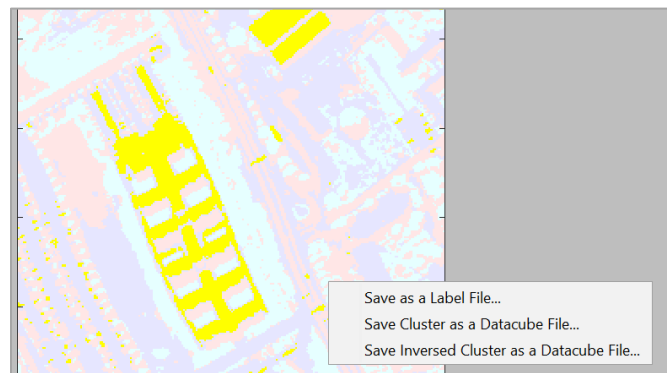 Save as a Label File...
Save Cluster as a Datacube File...
Save Inversed Cluster as a Datacube File...